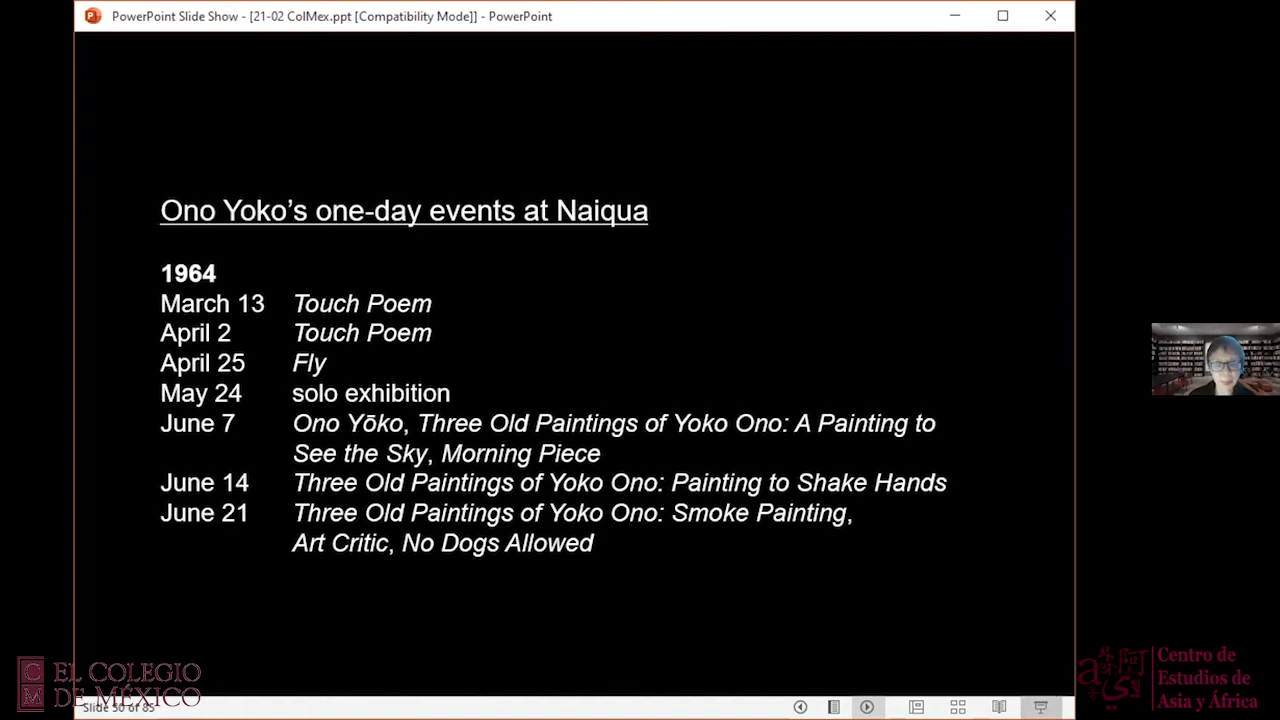 PowerPoint Slide Show - [21-02 ColMex.ppt [Compatibility Mode]] - PowerPoint
Ono Yoko’s one-day events at Naiqua
1964
March 13 Touch Poem
April 2 Touch Poem
April 25 Fly
May 24 solo exhibition
June 7 Ono Yōko, Three Old Paintings of Yoko Ono: A Painting to
See the Sky, Morning Piece
June 14 Three Old Paintings of Yoko Ono: Painting to Shake Hands
June 21 Three Old Paintings of Yoko Ono: Smoke Painting,
Art Critic, No Dogs Allowed
C
M
EL COLEGIO
DE MÉXICO
Slide 50 of 85
Centro de
Estudios de
Asia y África